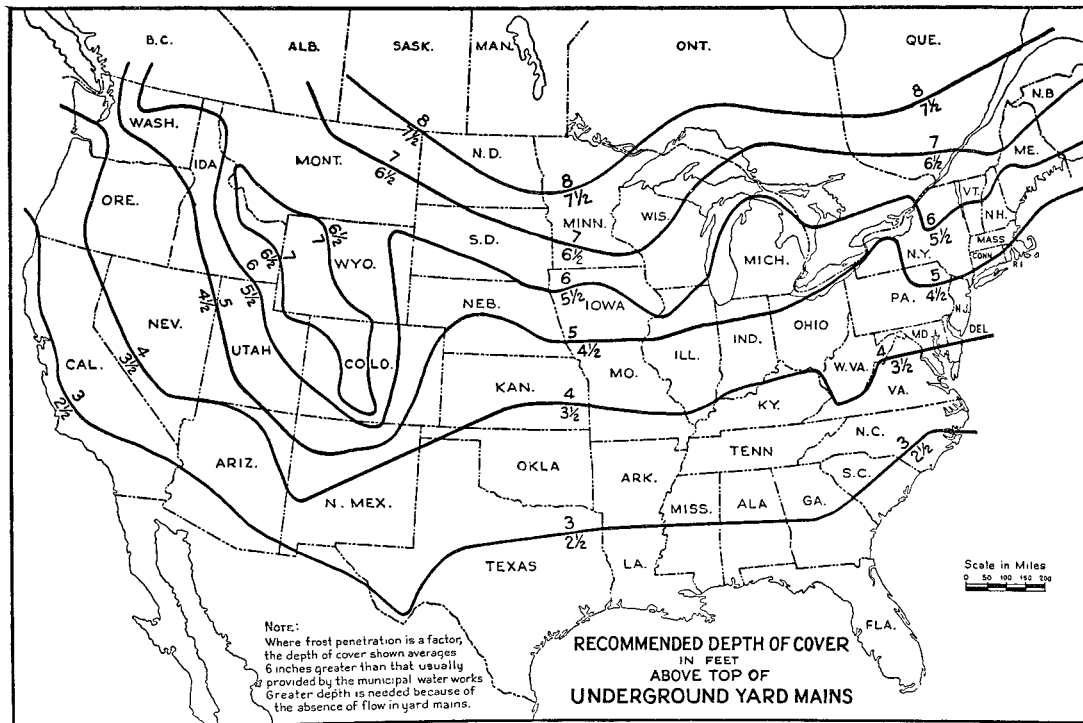 B.C.
ALB.
SASK.
MAN.
ONT.
QUE.
N.B
WASH.
IDA
MONT.
N.D.
MINN.
WIS.
MICH.
ME.
VT.
N.H.
MASS
CONN.
R I
N.Y.
ORE.
WYO.
S.D.
IOWA
NEB.
PA.
N.J.
NEV.
UTAH
COLO.
CAL.
KAN.
MO.
ILL.
IND.
OHIO
W.VA.
MD.
DEL
VA.
KY.
ARIZ.
N. MEX.
OKLA
ARK.
TENN
N.C.
S.C.
MISS.
ALA
GA.
TEXAS
LA.
FLA.
8
7½
8
7½
8
7½
7
6½
7
6½
7
6½
6½
7
6½
7
6
5½
6
5½
6
5½
5
4½
5
4½
5
4½
4
3½
4
3½
4
3½
3
2½
3
2½
3
2½
Scale in Miles
0 50 100 150 200
NOTE:
Where frost penetration is a factor,
the depth of cover shown averages
6 inches greater than that usually
provided by the municipal water works
Greater depth is needed because of
the absence of flow in yard mains.
RECOMMENDED DEPTH OF COVER
IN FEET
ABOVE TOP OF
UNDERGROUND YARD MAINS